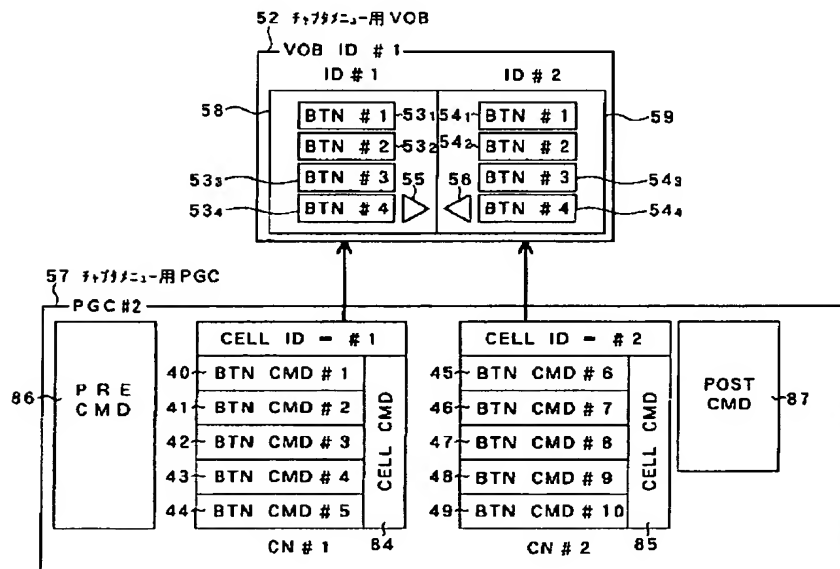 52 チャプタメニュー用VOB
VOB ID #1
ID#1 ID#2
58 BTN #1 53₁ 54₁ BTN #1 59
BTN #2 53₂ 54₂ BTN #2
53₃ BTN #3 55 56 BTN #3 54₃
53₄ BTN #4 BTN #4 54₄
57 チャプタメニュー用PGC
PGC#2
CELL ID = #1 CELL ID = #2
86 PRE CMD
40 BTN CMD #1 45 BTN CMD #6
41 BTN CMD #2 46 BTN CMD #7
42 BTN CMD #3 47 BTN CMD #8
43 BTN CMD #4 48 BTN CMD #9
44 BTN CMD #5 49 BTN CMD #10
CELL CMD CELL CMD
POST CMD 87
CN#1 84 CN#2 85